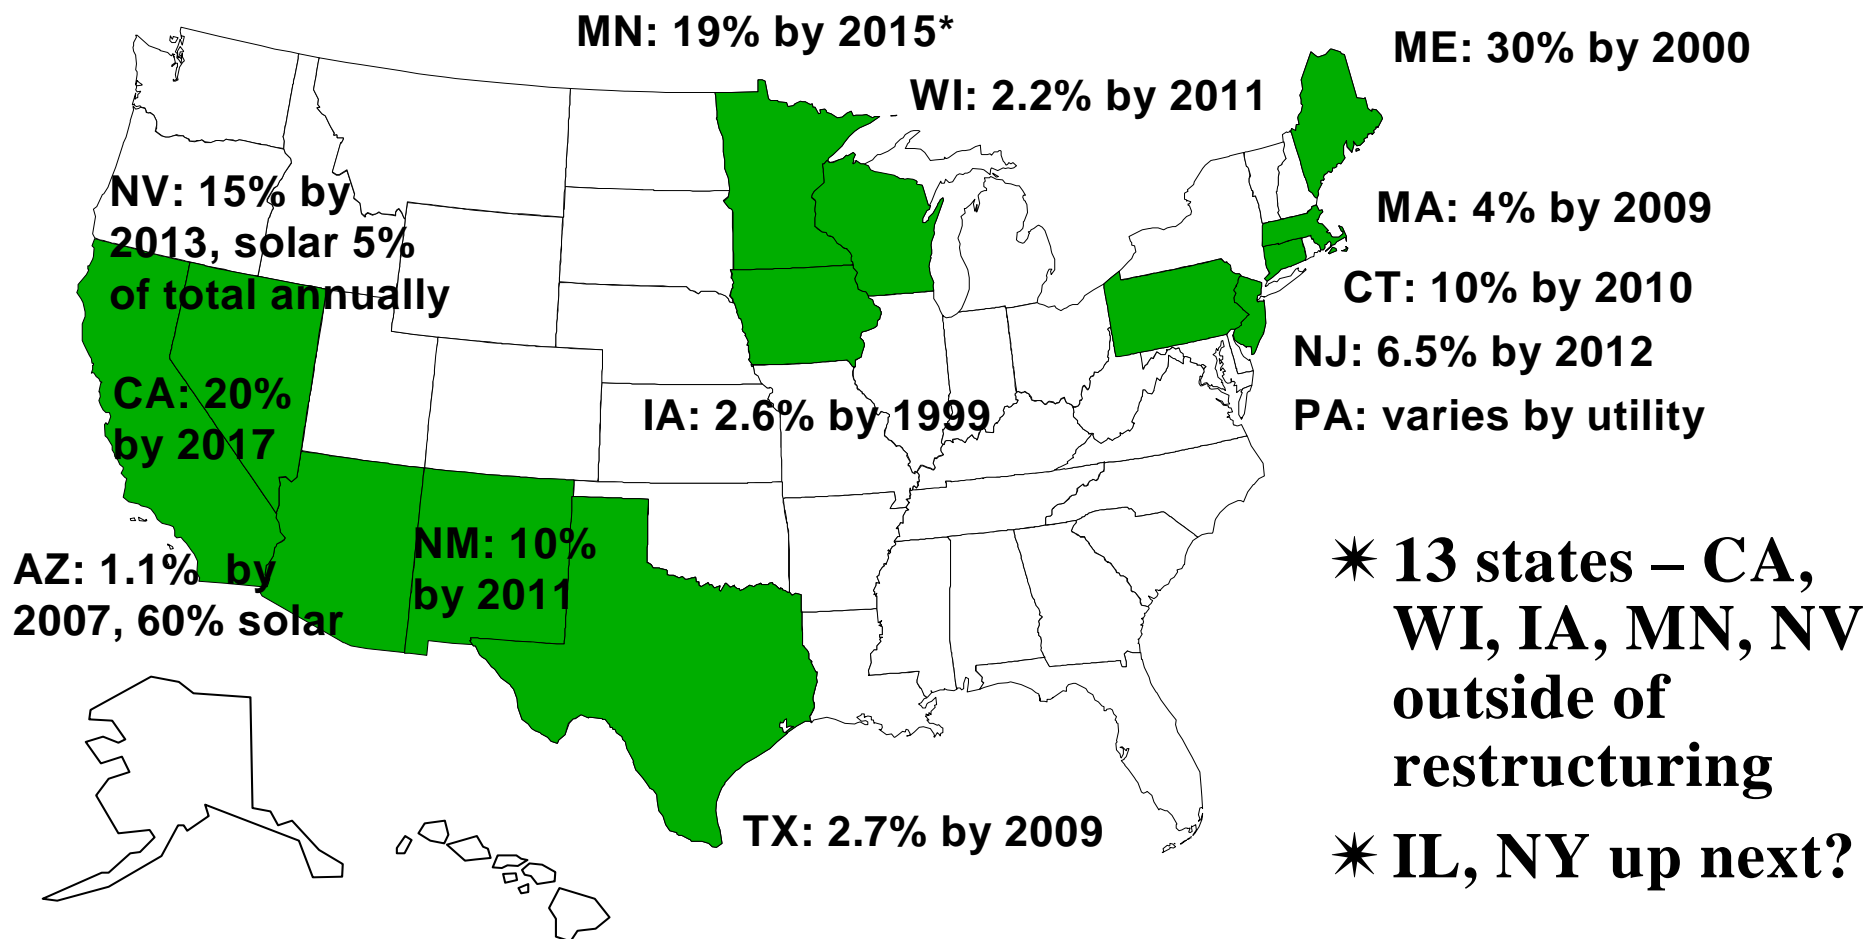 MN: 19% by 2015*
ME: 30% by 2000
WI: 2.2% by 2011
NV: 15% by
2013, solar 5%
of total annually
MA: 4% by 2009
CT: 10% by 2010
NJ: 6.5% by 2012
PA: varies by utility
CA: 20%
by 2017
IA: 2.6% by 1999
NM: 10%
by 2011
AZ: 1.1% by
2007, 60% solar
TX: 2.7% by 2009
✴ 13 states – CA,
WI, IA, MN, NV
outside of
restructuring
✴ IL, NY up next?